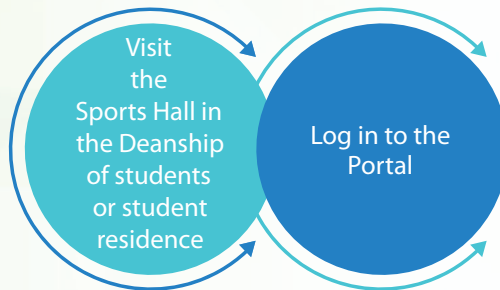 Visit
the
Sports Hall in
the Deanship
of students
or student
residence
Log in to the
Portal